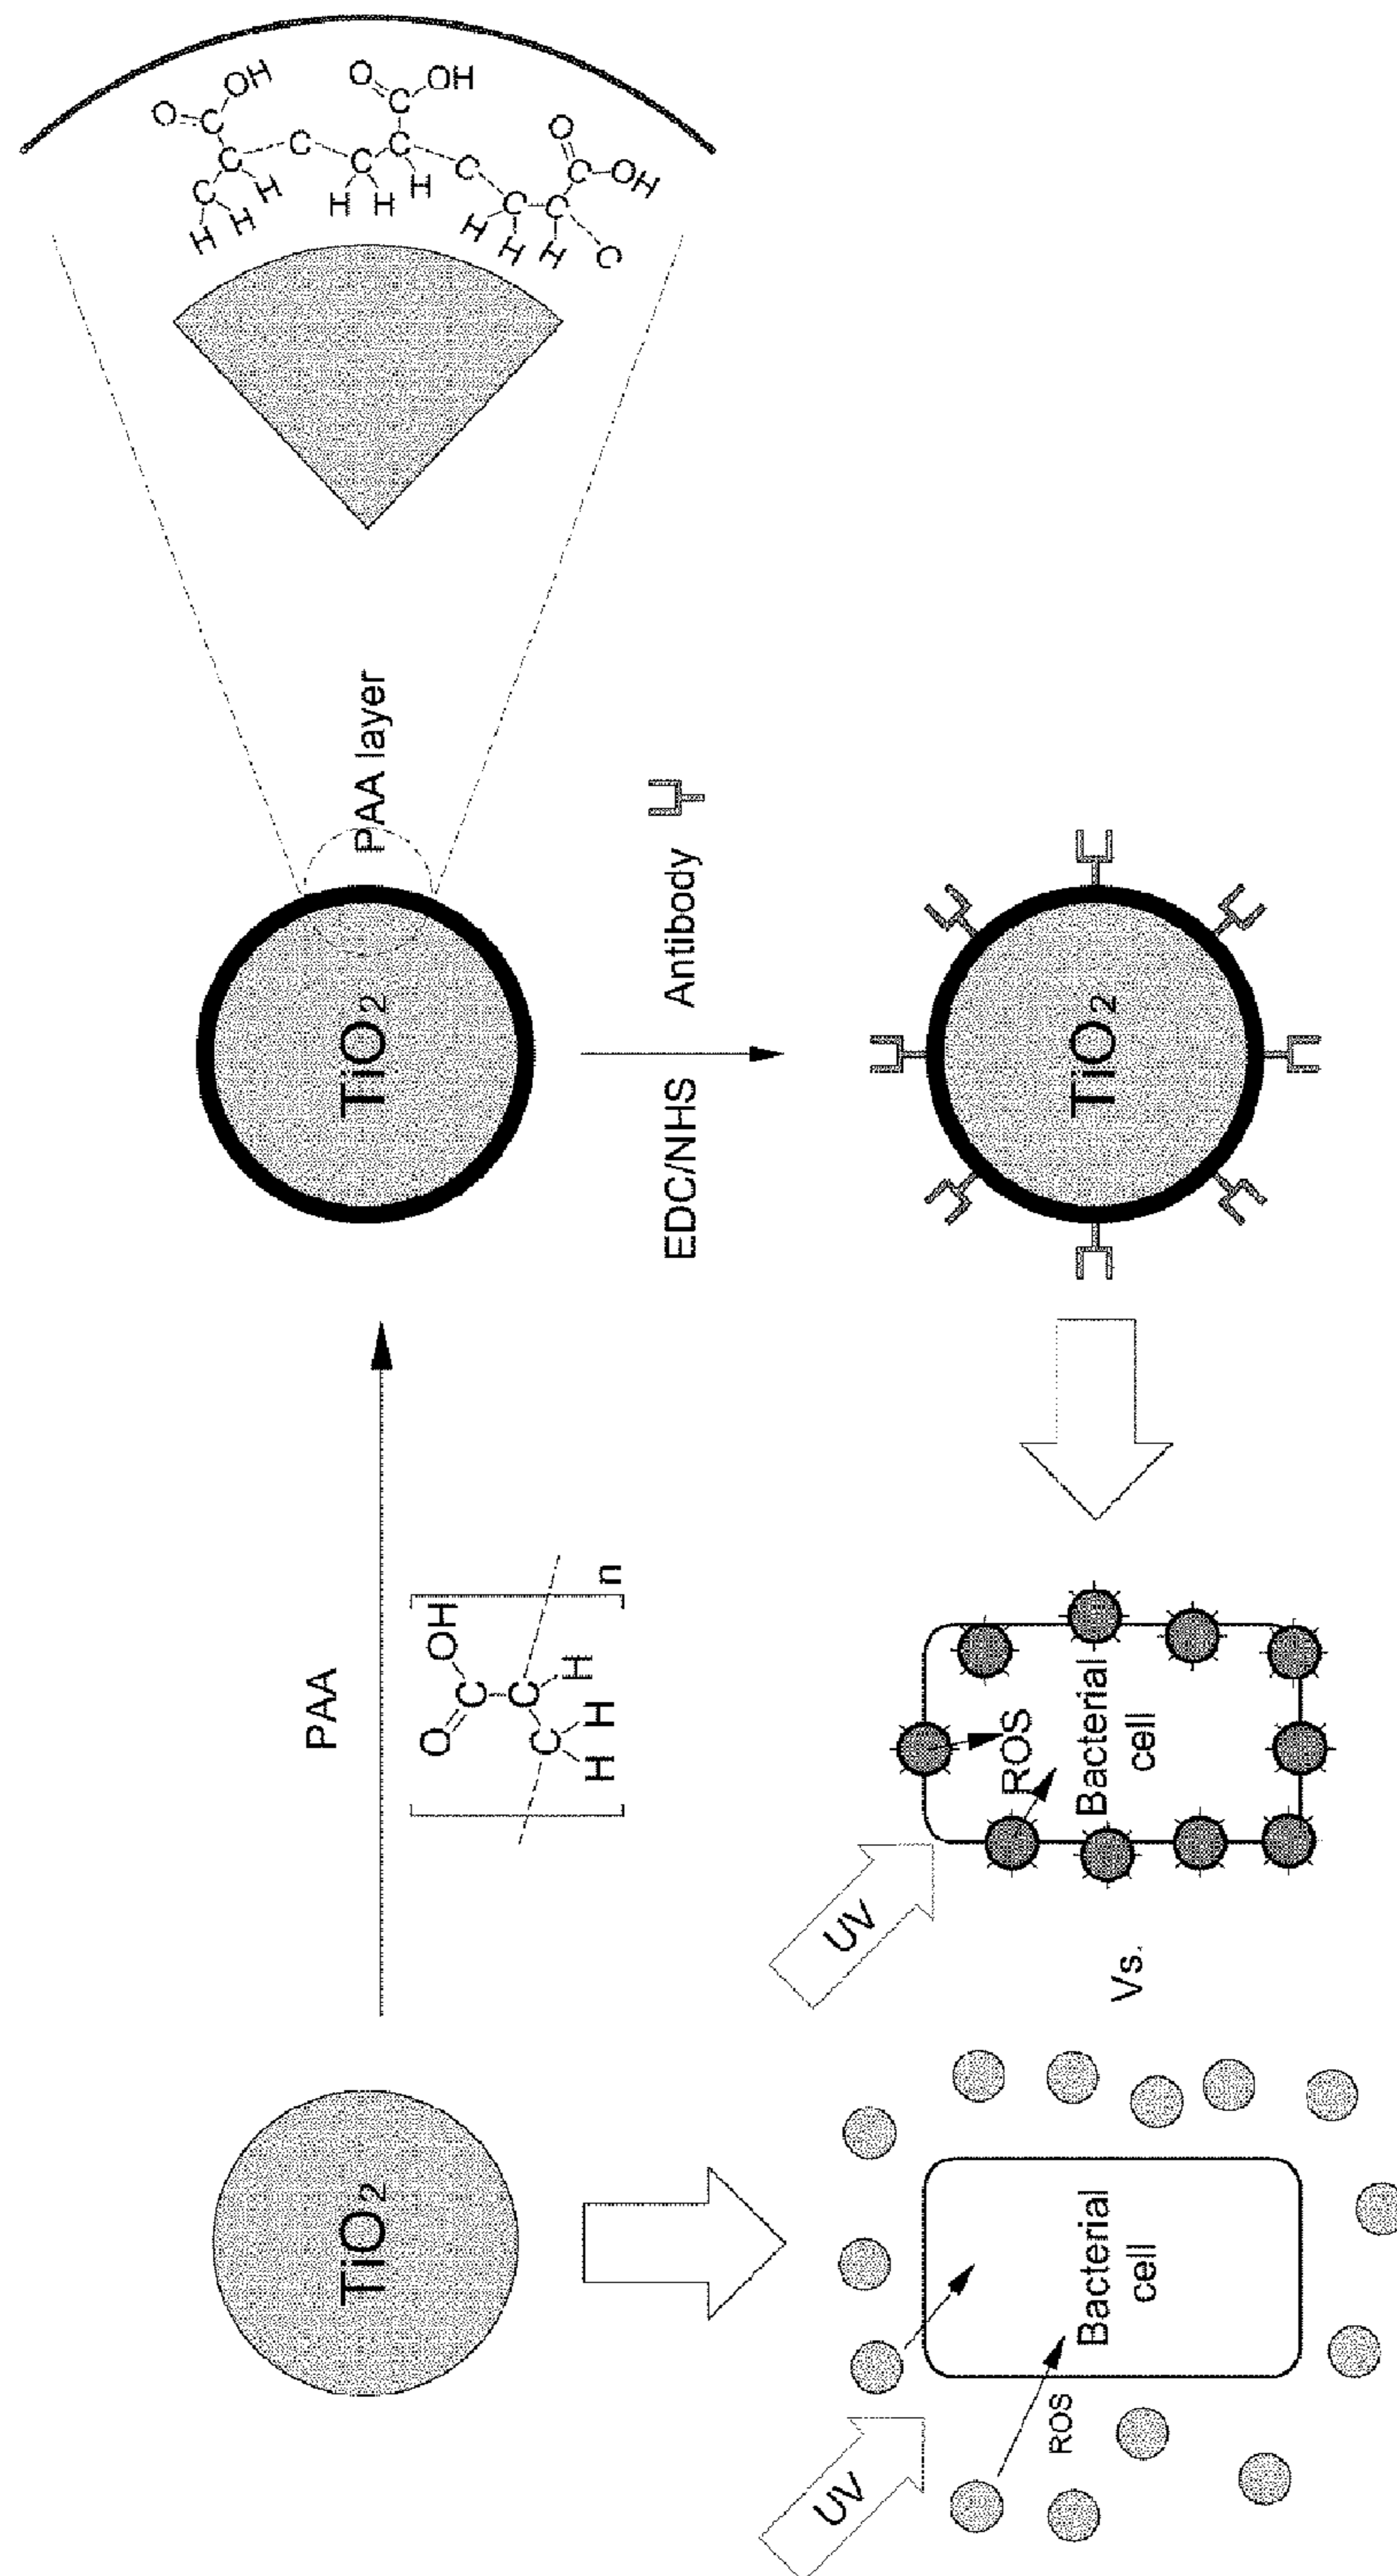 TiO₂
PAA
O
OH
C
C
H
C
H
H
n
TiO₂
PAA layer
O
C
OH
C
C
H
H
H
C
O
C
OH
C
C
H
H
H
C
O
C
OH
C
C
H
H
H
C
EDC/NHS
Antibody
TiO₂
UV
ROS
Bacterial
cell
Vs.
UV
ROS
Bacterial
cell